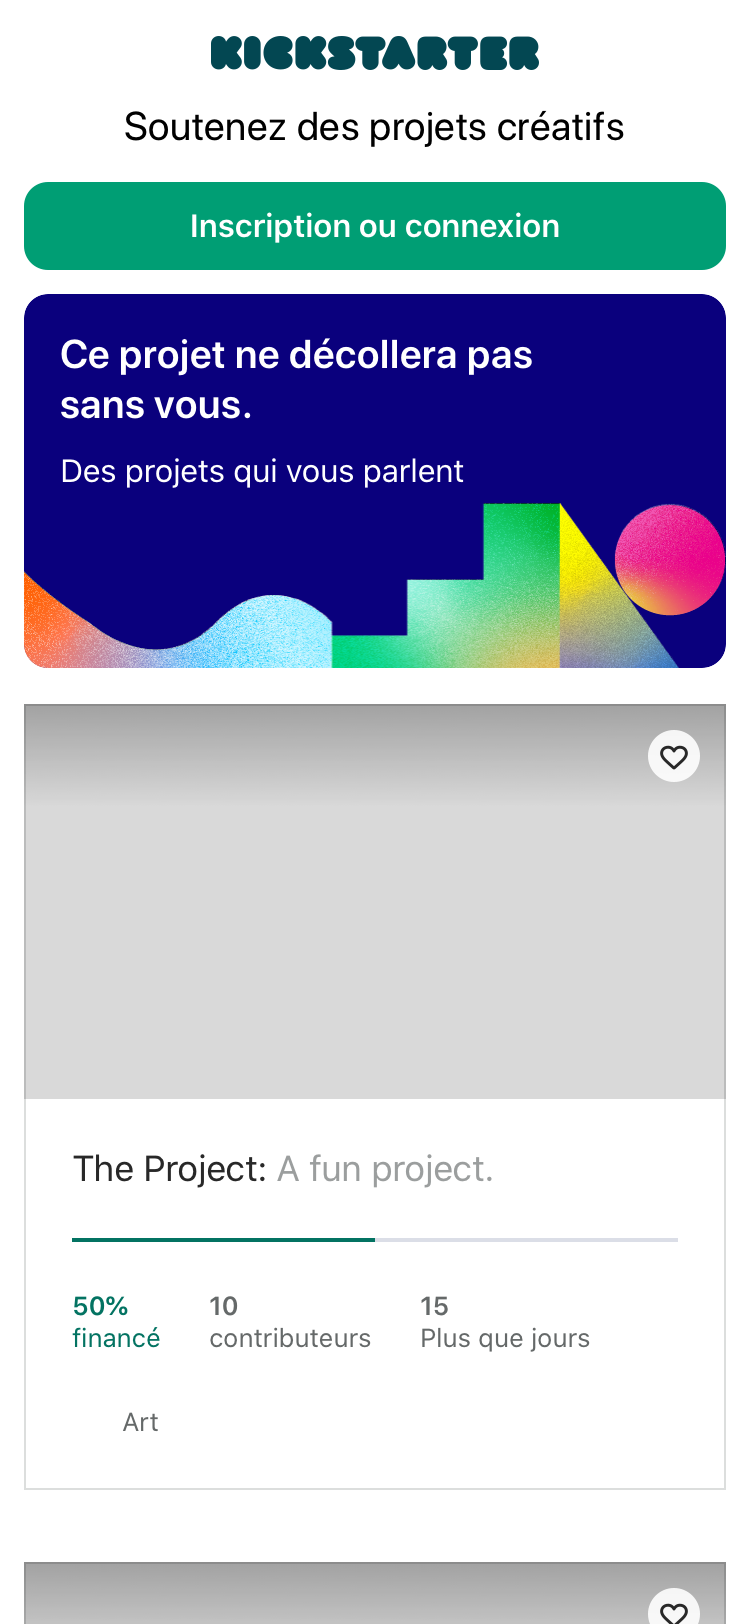 KICKSTARTER
Soutenez des projets créatifs
Inscription ou connexion
Ce projet ne décollera pas
sans vous.
Des projets qui vous parlent
The Project: A fun project.
50%
financé
10
contributeurs
15
Plus que jours
Art